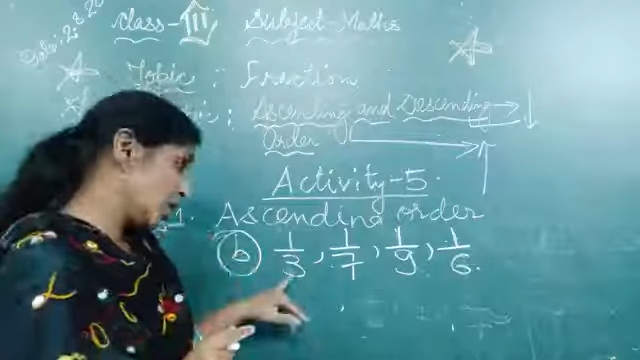 Class - III Subject - Maths
Topic : Fraction
: Ascending and Descending
Order
Activity - 5.
1. Ascending order
b 1/3, 1/7, 1/9, 1/6.